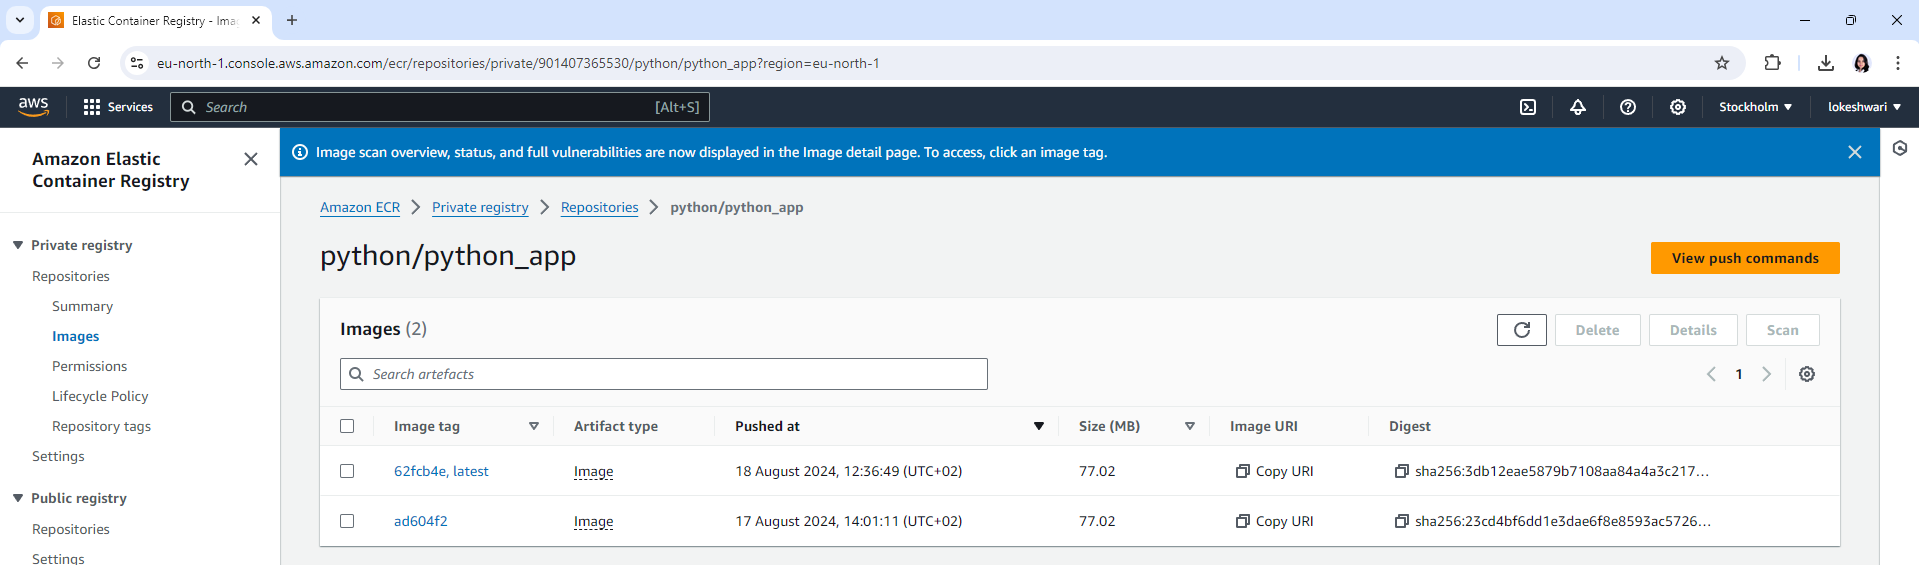 Elastic Container Registry - Ima
eu-north-1.console.aws.amazon.com/ecr/repositories/private/901407365530/python/python_app?region=eu-north-1
aws Services Search [Alt+S] Stockholm lokeshwari
Amazon Elastic
Container Registry
Private registry
Repositories
Summary
Images
Permissions
Lifecycle Policy
Repository tags
Settings
Public registry
Repositories
Settings
Image scan overview, status, and full vulnerabilities are now displayed in the Image detail page. To access, click an image tag.
Amazon ECR Private registry Repositories python/python_app
python/python_app
View push commands
Images (2)
Delete Details Scan
Search artefacts
1
Image tag Artifact type Pushed at Size (MB) Image URI Digest
62fcb4e, latest Image 18 August 2024, 12:36:49 (UTC+02) 77.02 Copy URI sha256:3db12eae5879b7108aa84a4a3c217...
ad604f2 Image 17 August 2024, 14:01:11 (UTC+02) 77.02 Copy URI sha256:23cd4bf6dd1e3dae6f8e8593ac5726...